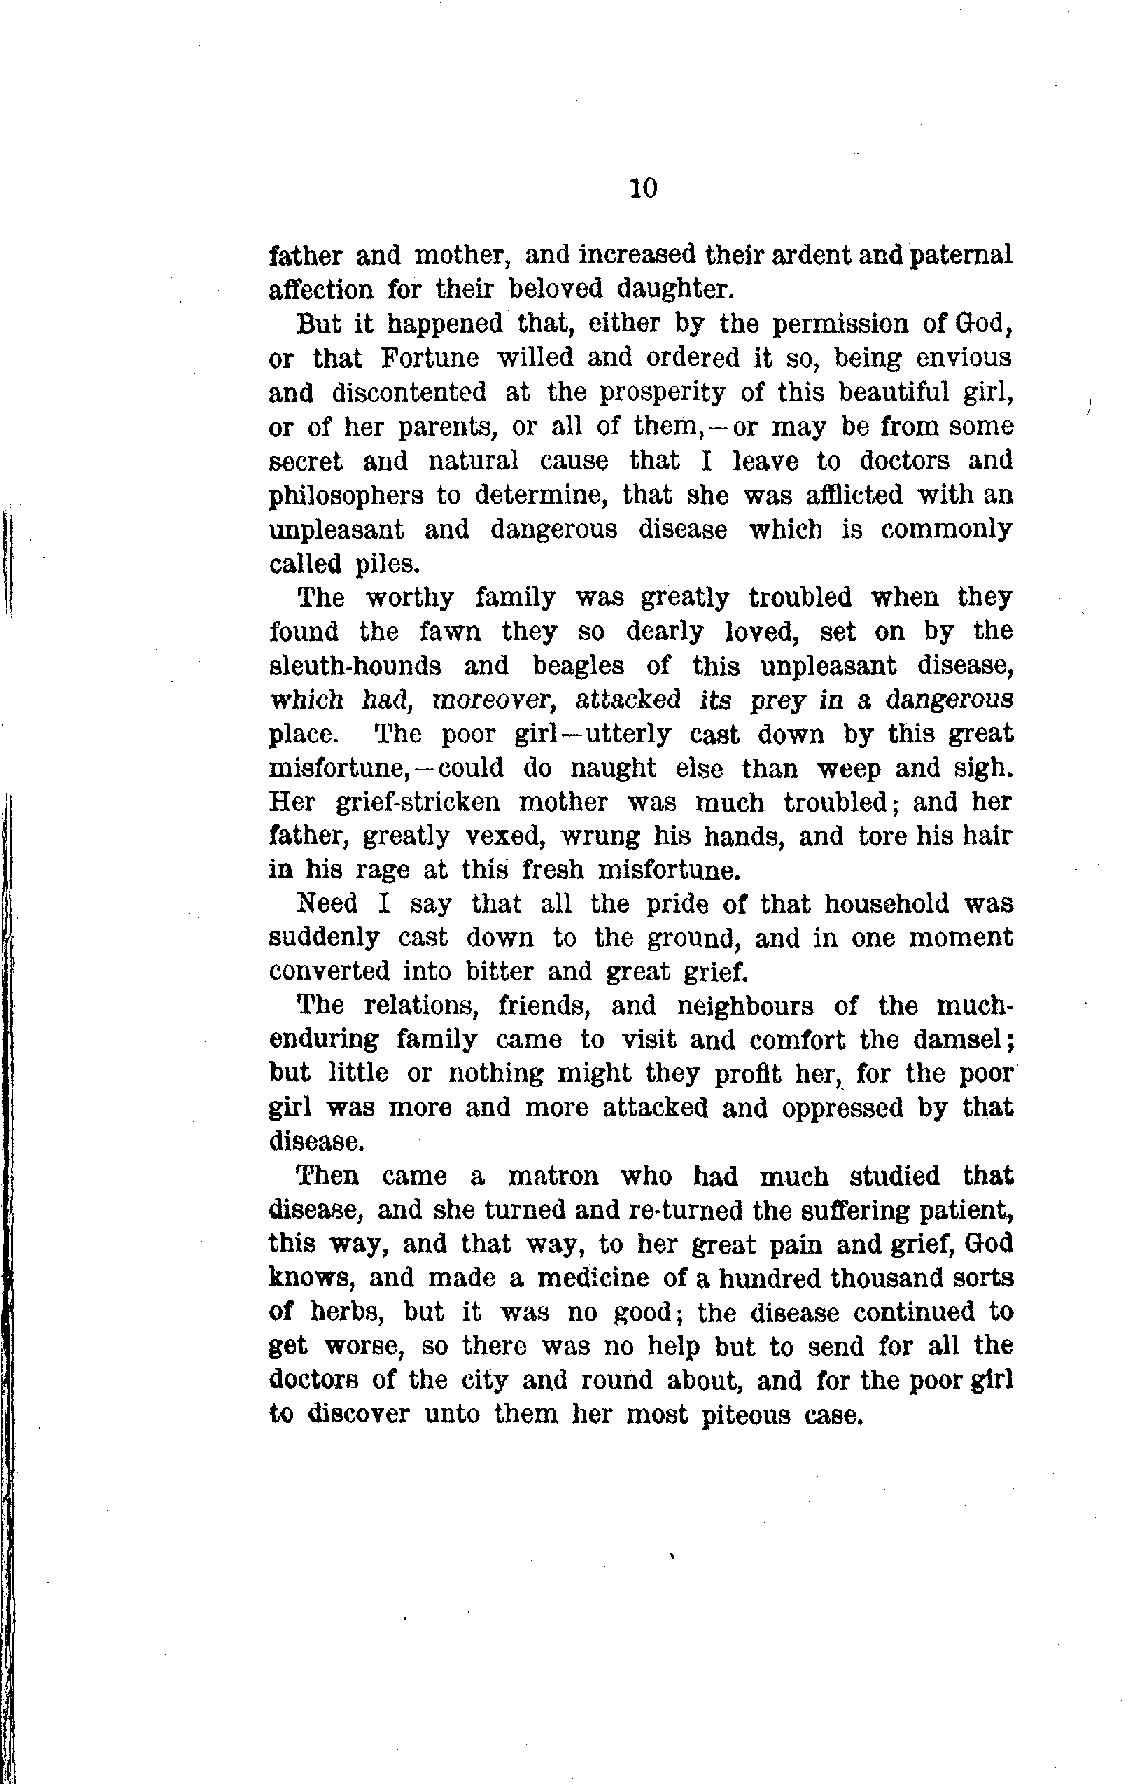 10
father and mother, and increased their ardent and paternal
affection for their beloved daughter.
But it happened that, either by the permission of God,
or that Fortune willed and ordered it so, being envious
and discontented at the prosperity of this beautiful girl,
or of her parents, or all of them,—or may be from some
secret and natural cause that I leave to doctors and
philosophers to determine, that she was afflicted with an
unpleasant and dangerous disease which is commonly
called piles.
The worthy family was greatly troubled when they
found the fawn they so dearly loved, set on by the
sleuth-hounds and beagles of this unpleasant disease,
which had, moreover, attacked its prey in a dangerous
place. The poor girl—utterly cast down by this great
misfortune,—could do naught else than weep and sigh.
Her grief-stricken mother was much troubled; and her
father, greatly vexed, wrung his hands, and tore his hair
in his rage at this fresh misfortune.
Need I say that all the pride of that household was
suddenly cast down to the ground, and in one moment
converted into bitter and great grief.
The relations, friends, and neighbours of the much-
enduring family came to visit and comfort the damsel;
but little or nothing might they profit her, for the poor
girl was more and more attacked and oppressed by that
disease.
Then came a matron who had much studied that
disease, and she turned and re-turned the suffering patient,
this way, and that way, to her great pain and grief, God
knows, and made a medicine of a hundred thousand sorts
of herbs, but it was no good; the disease continued to
get worse, so there was no help but to send for all the
doctors of the city and round about, and for the poor girl
to discover unto them her most piteous case.